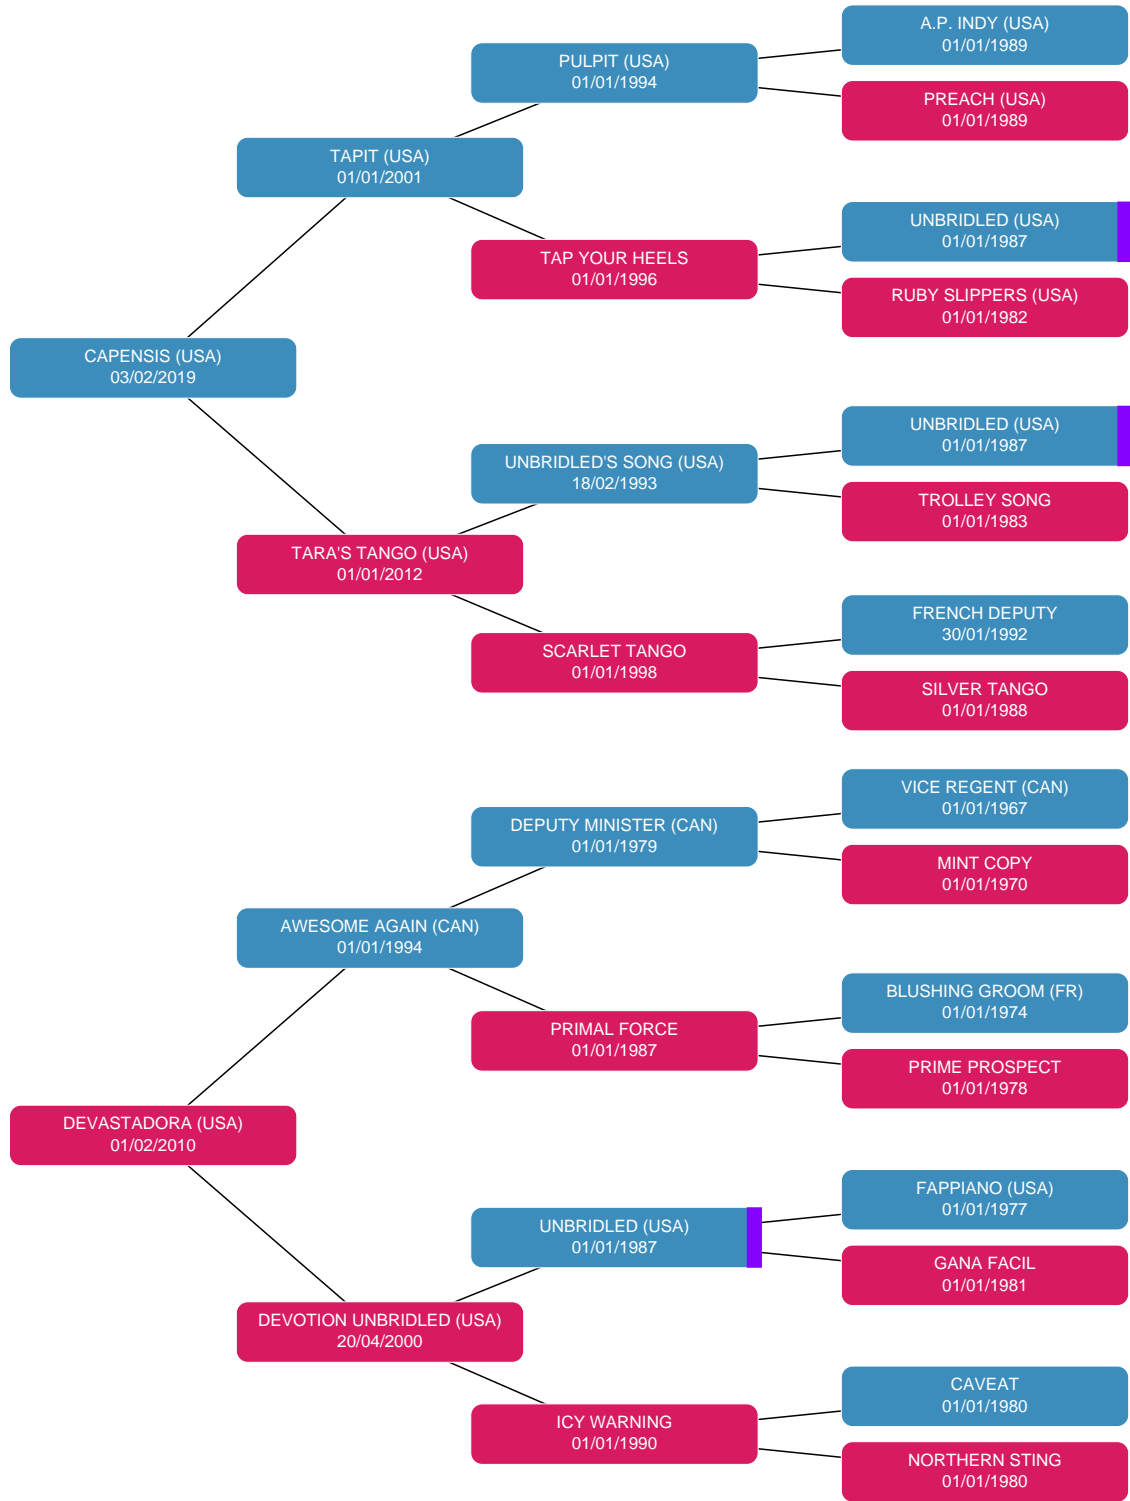 A.P. INDY (USA)
01/01/1989
PULPIT (USA)
01/01/1994
PREACH (USA)
01/01/1989
TAPIT (USA)
01/01/2001
UNBRIDLED (USA)
01/01/1987
TAP YOUR HEELS
01/01/1996
RUBY SLIPPERS (USA)
01/01/1982
CAPENSIS (USA)
03/02/2019
UNBRIDLED (USA)
01/01/1987
UNBRIDLED'S SONG (USA)
18/02/1993
TROLLEY SONG
01/01/1983
TARA'S TANGO (USA)
01/01/2012
FRENCH DEPUTY
30/01/1992
SCARLET TANGO
01/01/1998
SILVER TANGO
01/01/1988
VICE REGENT (CAN)
01/01/1967
DEPUTY MINISTER (CAN)
01/01/1979
MINT COPY
01/01/1970
AWESOME AGAIN (CAN)
01/01/1994
BLUSHING GROOM (FR)
01/01/1974
PRIMAL FORCE
01/01/1987
PRIME PROSPECT
01/01/1978
DEVASTADORA (USA)
01/02/2010
FAPPIANO (USA)
01/01/1977
UNBRIDLED (USA)
01/01/1987
GANA FACIL
01/01/1981
DEVOTION UNBRIDLED (USA)
20/04/2000
CAVEAT
01/01/1980
ICY WARNING
01/01/1990
NORTHERN STING
01/01/1980